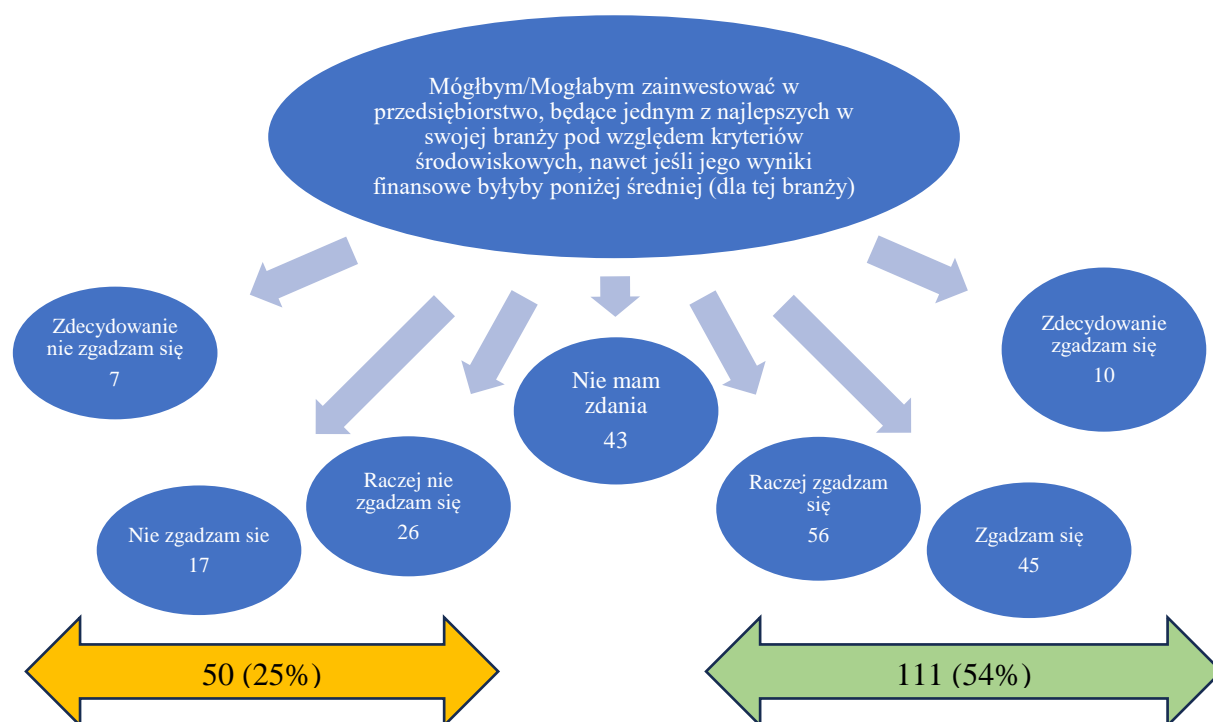 Mógłbym/Mogłabym zainwestować w
przedsiębiorstwo, będące jednym z najlepszych w
swojej branży pod względem kryteriów
środowiskowych, nawet jeśli jego wyniki
finansowe byłyby poniżej średniej (dla tej branży)
Zdecydowanie
nie zgadzam się
7
Nie zgadzam sie
17
Raczej nie
zgadzam się
26
Nie mam
zdania
43
Raczej zgadzam
się
56
Zgadzam się
45
Zdecydowanie
zgadzam się
10
50 (25%)
111 (54%)